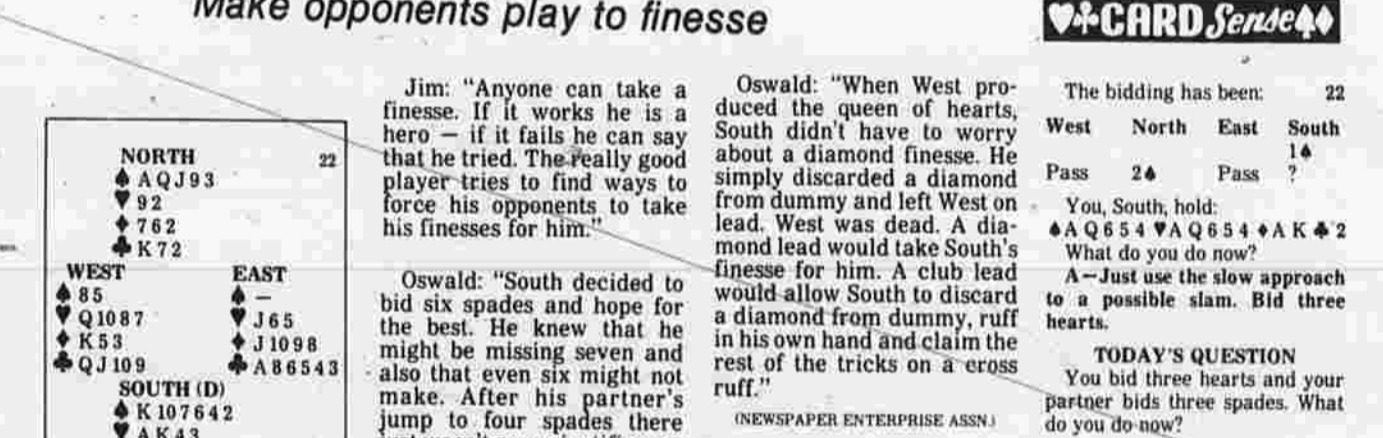 Make opponents play to finesse
NORTH 22
♠ A Q J 9 3
♥ 9 2
♦ 7 6 2
♣ K 7 2
WEST EAST
♠ 8 5 ♠ —
♥ Q 10 8 7 ♥ J 6 5
♦ K 5 3 ♦ J 10 9 8
♣ Q J 10 9 ♣ A 8 6 5 4 3
SOUTH (D)
♠ K 10 7 6 4 2
♥ A K 4 3
Jim: "Anyone can take a
finesse. If it works he is a
hero — if it fails he can say
that he tried. The really good
player tries to find ways to
force his opponents to take
his finesses for him."
Oswald: "South decided to
bid six spades and hope for
the best. He knew that he
might be missing seven and
also that even six might not
make. After his partner's
jump to four spades there
Oswald: "When West pro-
duced the queen of hearts,
South didn't have to worry
about a diamond finesse. He
simply discarded a diamond
from dummy and left West on
lead. West was dead. A dia-
mond lead would take South's
finesse for him. A club lead
would allow South to discard
a diamond from dummy, ruff
in his own hand and claim the
rest of the tricks on a cross
ruff."
(NEWSPAPER ENTERPRISE ASSN.)
♥♣CARD Sense♠♦
The bidding has been: 22
West North East South
1♠
Pass 2♠ Pass ?
You, South, hold:
♠A Q 6 5 4 ♥A Q 6 5 4 ♦A K ♣2
What do you do now?
A—Just use the slow approach
to a possible slam. Bid three
hearts.
TODAY'S QUESTION
You bid three hearts and your
partner bids three spades. What
do you do now?